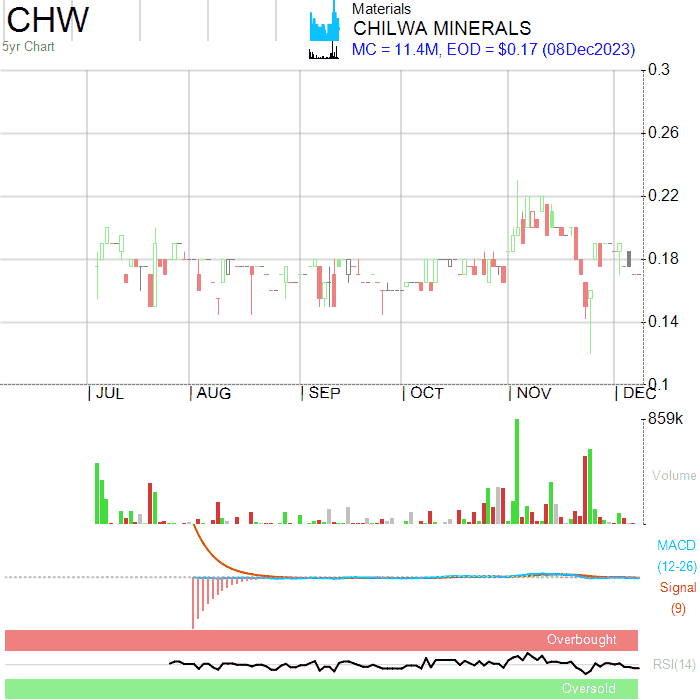 CHW
5yr Chart
Materials
CHILWA MINERALS
MC = 11.4M, EOD = $0.17 (08Dec2023)
0.3
0.26
0.22
0.18
0.14
0.1
JUL AUG SEP OCT NOV DEC
859k
Volume
MACD
(12-26)
Signal
(9)
Overbought
RSI(14)
Oversold